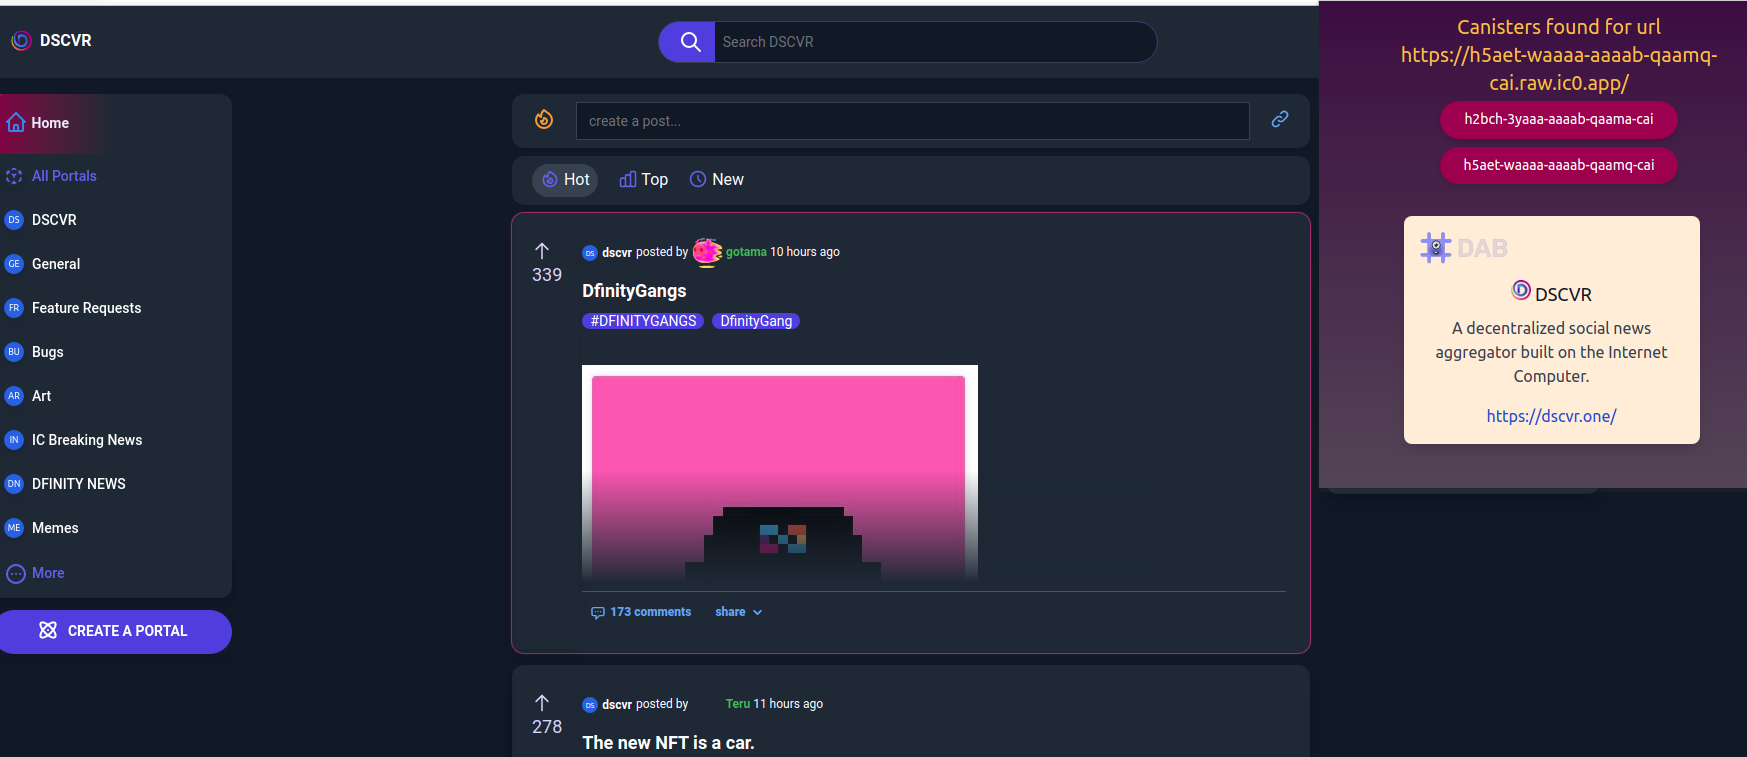 DSCVR
Search DSCVR
Home
All Portals
DS DSCVR
GE General
FR Feature Requests
BU Bugs
AR Art
IN IC Breaking News
DN DFINITY NEWS
ME Memes
More
CREATE A PORTAL
create a post...
Hot Top New
339
DS dscvr posted by gotama 10 hours ago
DfinityGangs
#DFINITYGANGS DfinityGang
173 comments share
278
DS dscvr posted by Teru 11 hours ago
The new NFT is a car.
Canisters found for url
https://h5aet-waaaa-aaaab-qaamq-
cai.raw.ic0.app/
h2bch-3yaaa-aaaab-qaama-cai
h5aet-waaaa-aaaab-qaamq-cai
DAB
DSCVR
A decentralized social news
aggregator built on the Internet
Computer.
https://dscvr.one/